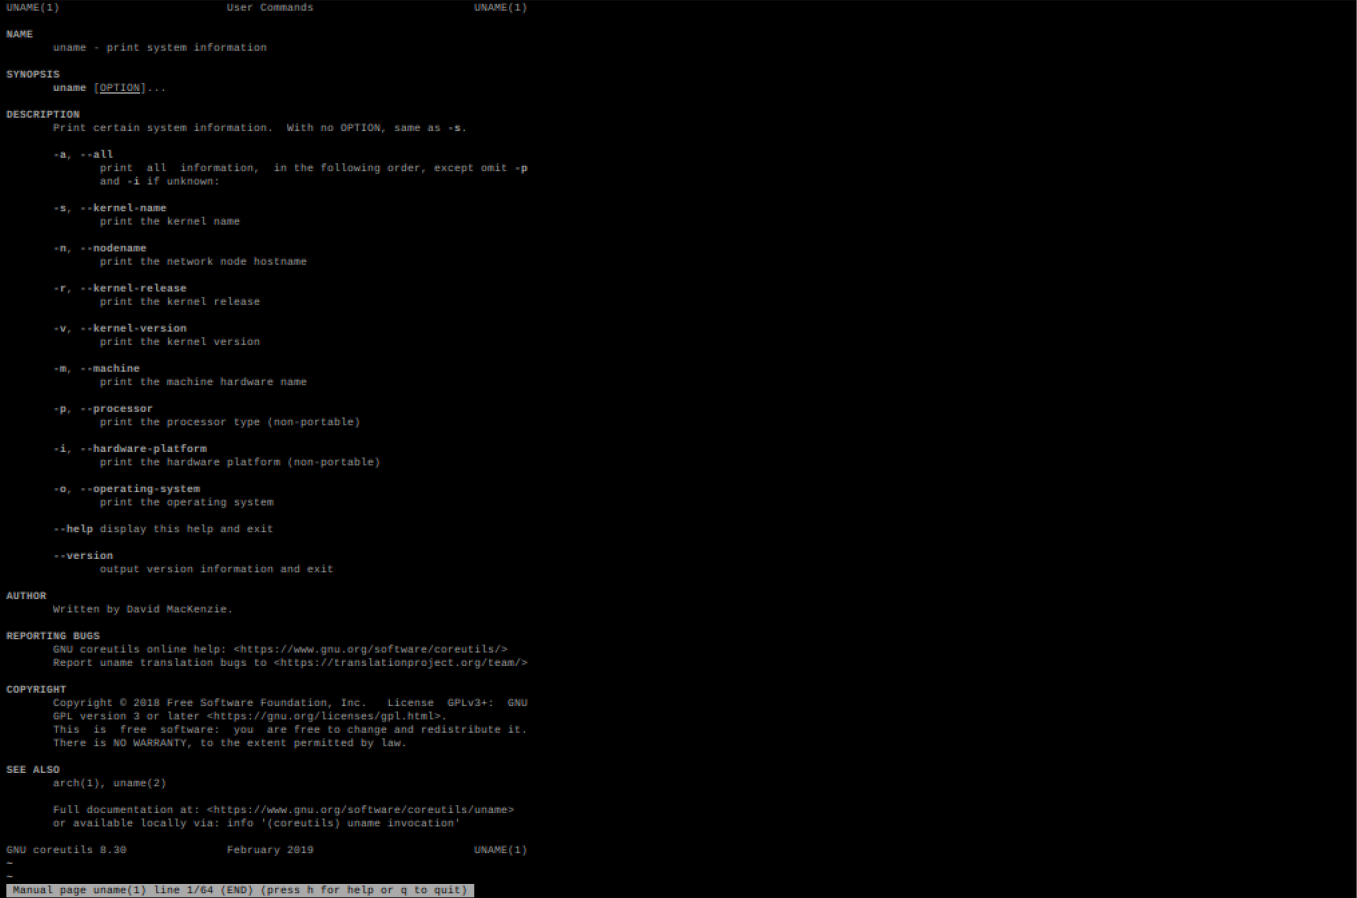 UNAME(1)                         User Commands                        UNAME(1)
NAME
       uname - print system information
SYNOPSIS
       uname [OPTION]...
DESCRIPTION
       Print certain system information.  With no OPTION, same as -s.
       -a, --all
              print  all  information,  in the following order, except omit -p
              and -i if unknown:
       -s, --kernel-name
              print the kernel name
       -n, --nodename
              print the network node hostname
       -r, --kernel-release
              print the kernel release
       -v, --kernel-version
              print the kernel version
       -m, --machine
              print the machine hardware name
       -p, --processor
              print the processor type (non-portable)
       -i, --hardware-platform
              print the hardware platform (non-portable)
       -o, --operating-system
              print the operating system
       --help display this help and exit
       --version
              output version information and exit
AUTHOR
       Written by David MacKenzie.
REPORTING BUGS
       GNU coreutils online help: <https://www.gnu.org/software/coreutils/>
       Report uname translation bugs to <https://translationproject.org/team/>
COPYRIGHT
       Copyright © 2018 Free Software Foundation, Inc.   License  GPLv3+:  GNU
       GPL version 3 or later <https://gnu.org/licenses/gpl.html>.
       This  is  free  software:  you  are free to change and redistribute it.
       There is NO WARRANTY, to the extent permitted by law.
SEE ALSO
       arch(1), uname(2)
       Full documentation at: <https://www.gnu.org/software/coreutils/uname>
       or available locally via: info '(coreutils) uname invocation'
GNU coreutils 8.30               February 2019                        UNAME(1)
~
~
 Manual page uname(1) line 1/64 (END) (press h for help or q to quit)